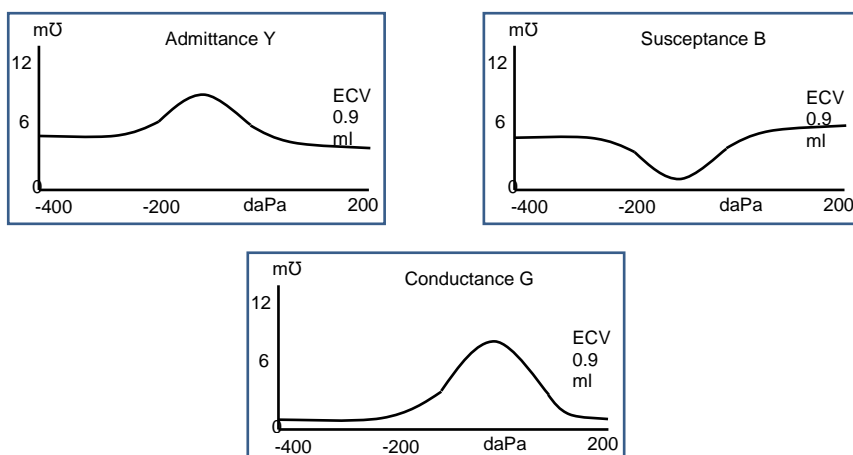 m℧
Admittance Y
12
6
0
ECV
0.9
ml
-400
-200
daPa
200
m℧
Susceptance B
12
6
0
ECV
0.9
ml
-400
-200
daPa
200
m℧
Conductance G
12
6
0
ECV
0.9
ml
-400
-200
daPa
200